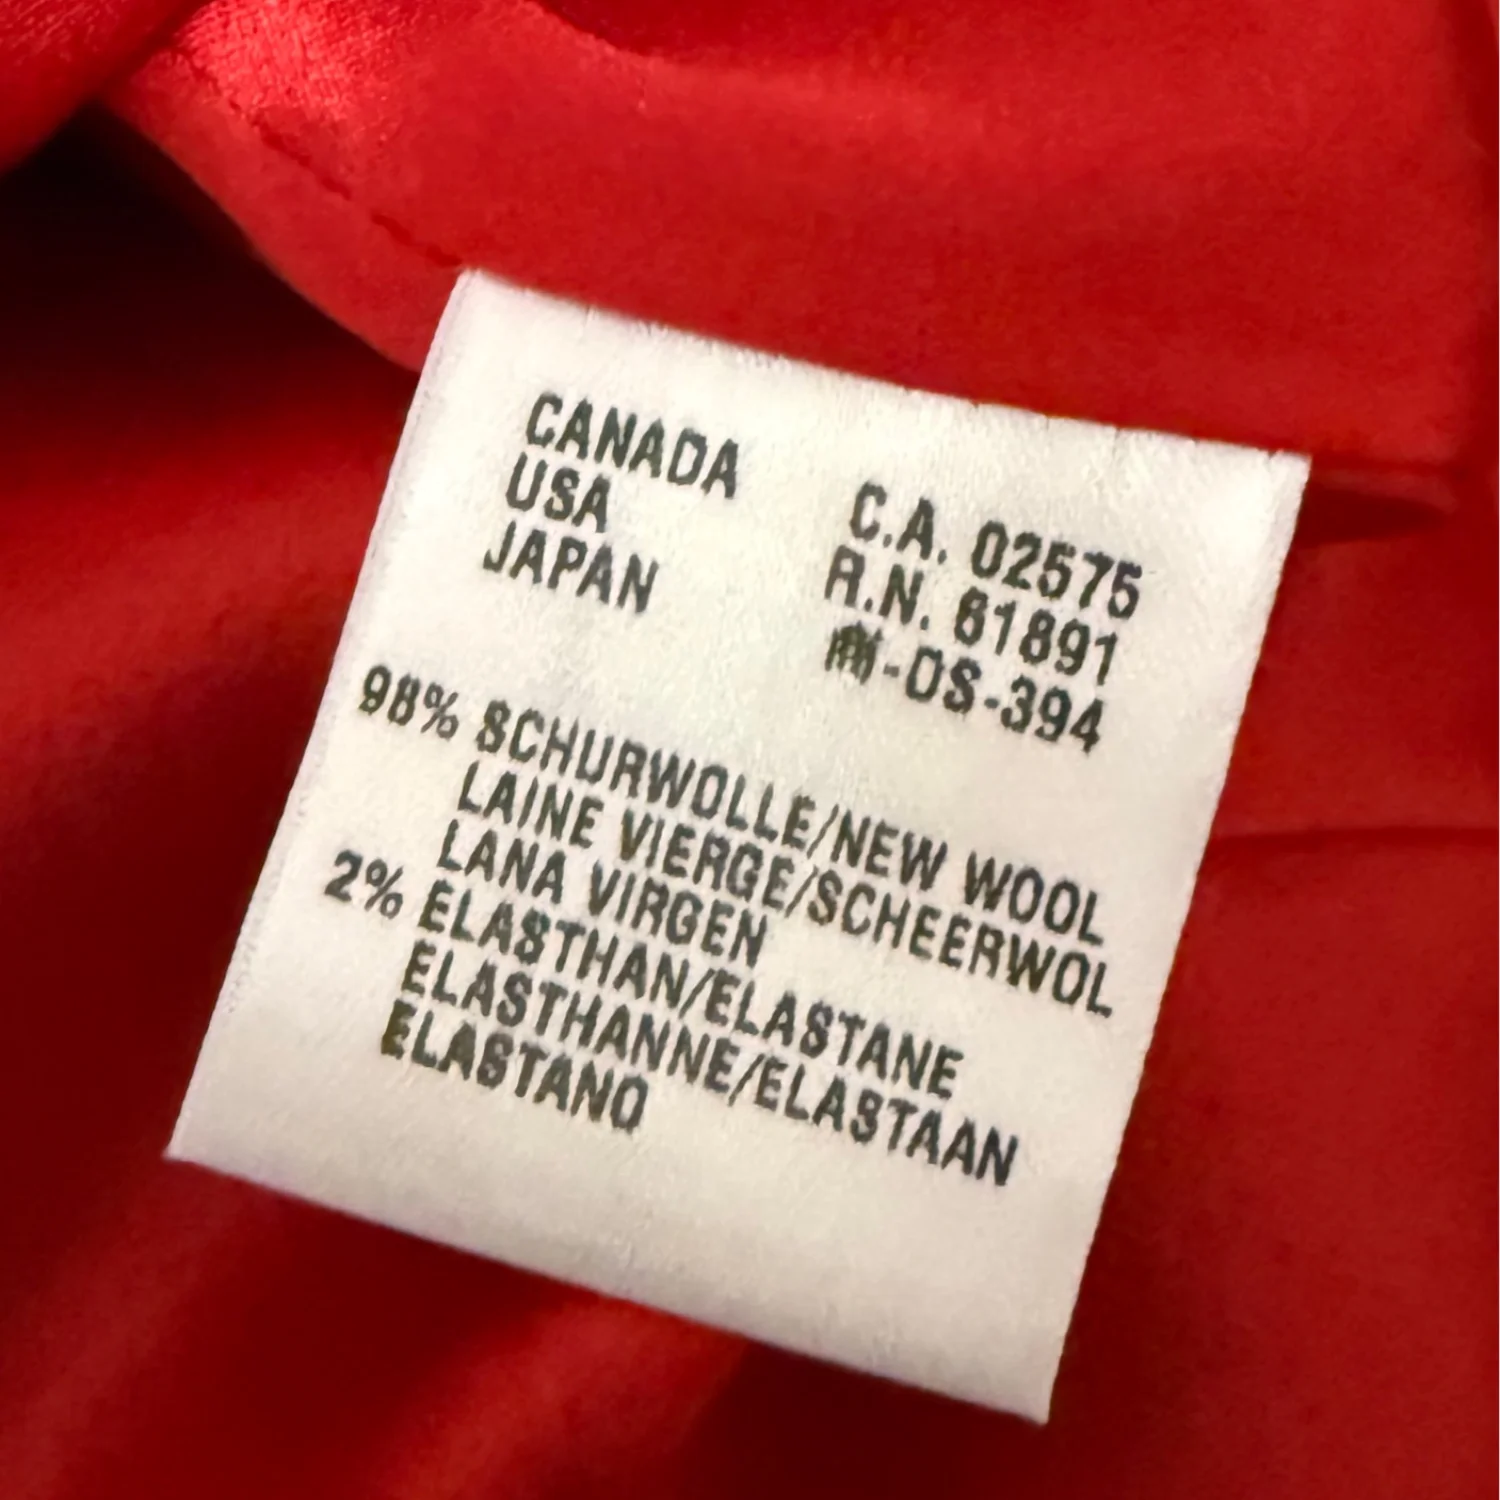 CANADA C.A. 02575
USA R.N. 61891
JAPAN -OS-394
98% SCHURWOLLE/NEW WOOL
LAINE VIERGE/SCHEERWOL
LANA VIRGEN
2% ELASTHAN/ELASTANE
ELASTHANNE/ELASTAAN
ELASTANO